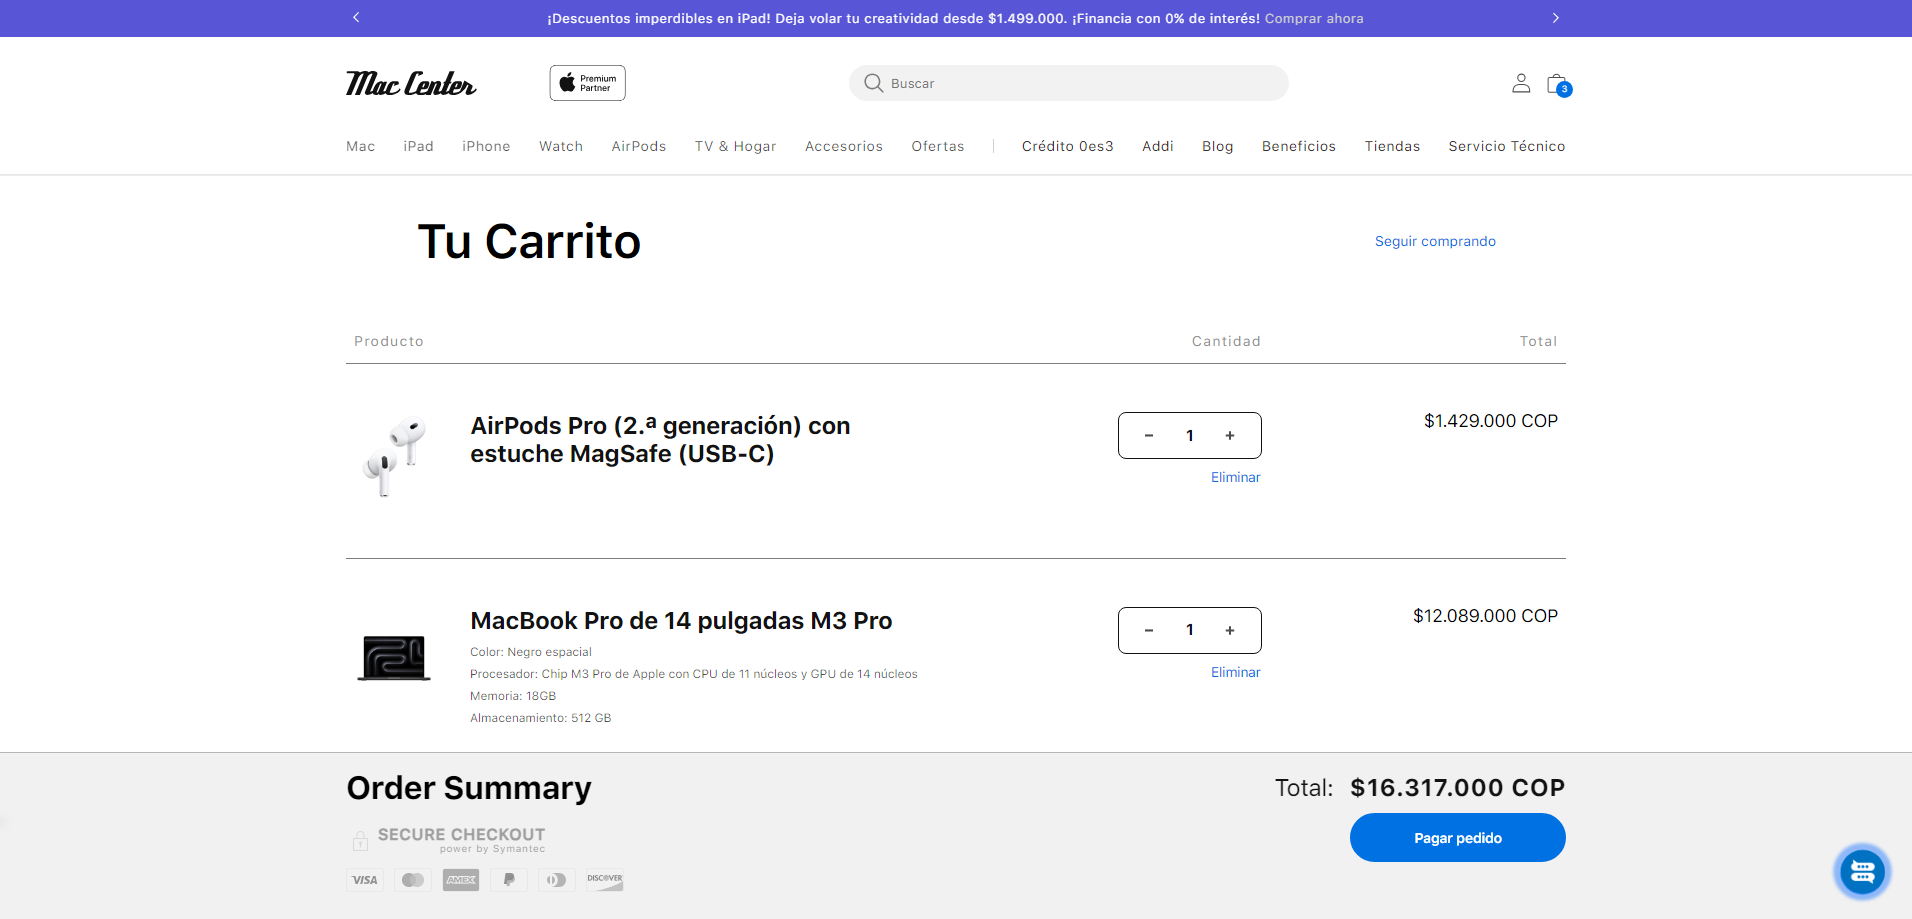 ¡Descuentos imperdibles en iPad! Deja volar tu creatividad desde $1.499.000. ¡Financia con 0% de interés! Comprar ahora
Mac Center
Premium
Partner
Buscar
3
Mac iPad iPhone Watch AirPods TV & Hogar Accesorios Ofertas Crédito 0es3 Addi Blog Beneficios Tiendas Servicio Técnico
Tu Carrito
Seguir comprando
Producto Cantidad Total
AirPods Pro (2.ª generación) con
estuche MagSafe (USB-C)
− 1 +
$1.429.000 COP
Eliminar
MacBook Pro de 14 pulgadas M3 Pro
− 1 +
$12.089.000 COP
Color: Negro espacial
Procesador: Chip M3 Pro de Apple con CPU de 11 núcleos y GPU de 14 núcleos
Eliminar
Memoria: 18GB
Almacenamiento: 512 GB
Order Summary
Total: $16.317.000 COP
SECURE CHECKOUT
power by Symantec
Pagar pedido
VISA
AMEX
DISCOVER